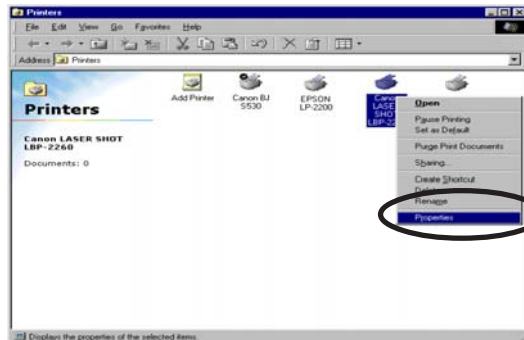 Printers
File Edit View Go Favorites Help
Address Printers
Printers
Canon LASER SHOT
LBP-2260
Documents: 0
Add Printer
Canon BJ
S530
EPSON
LP-2200
Open
Pause Printing
Set as Default
Purge Print Documents
Sharing...
Create Shortcut
Delete
Rename
Properties
Displays the properties of the selected items.